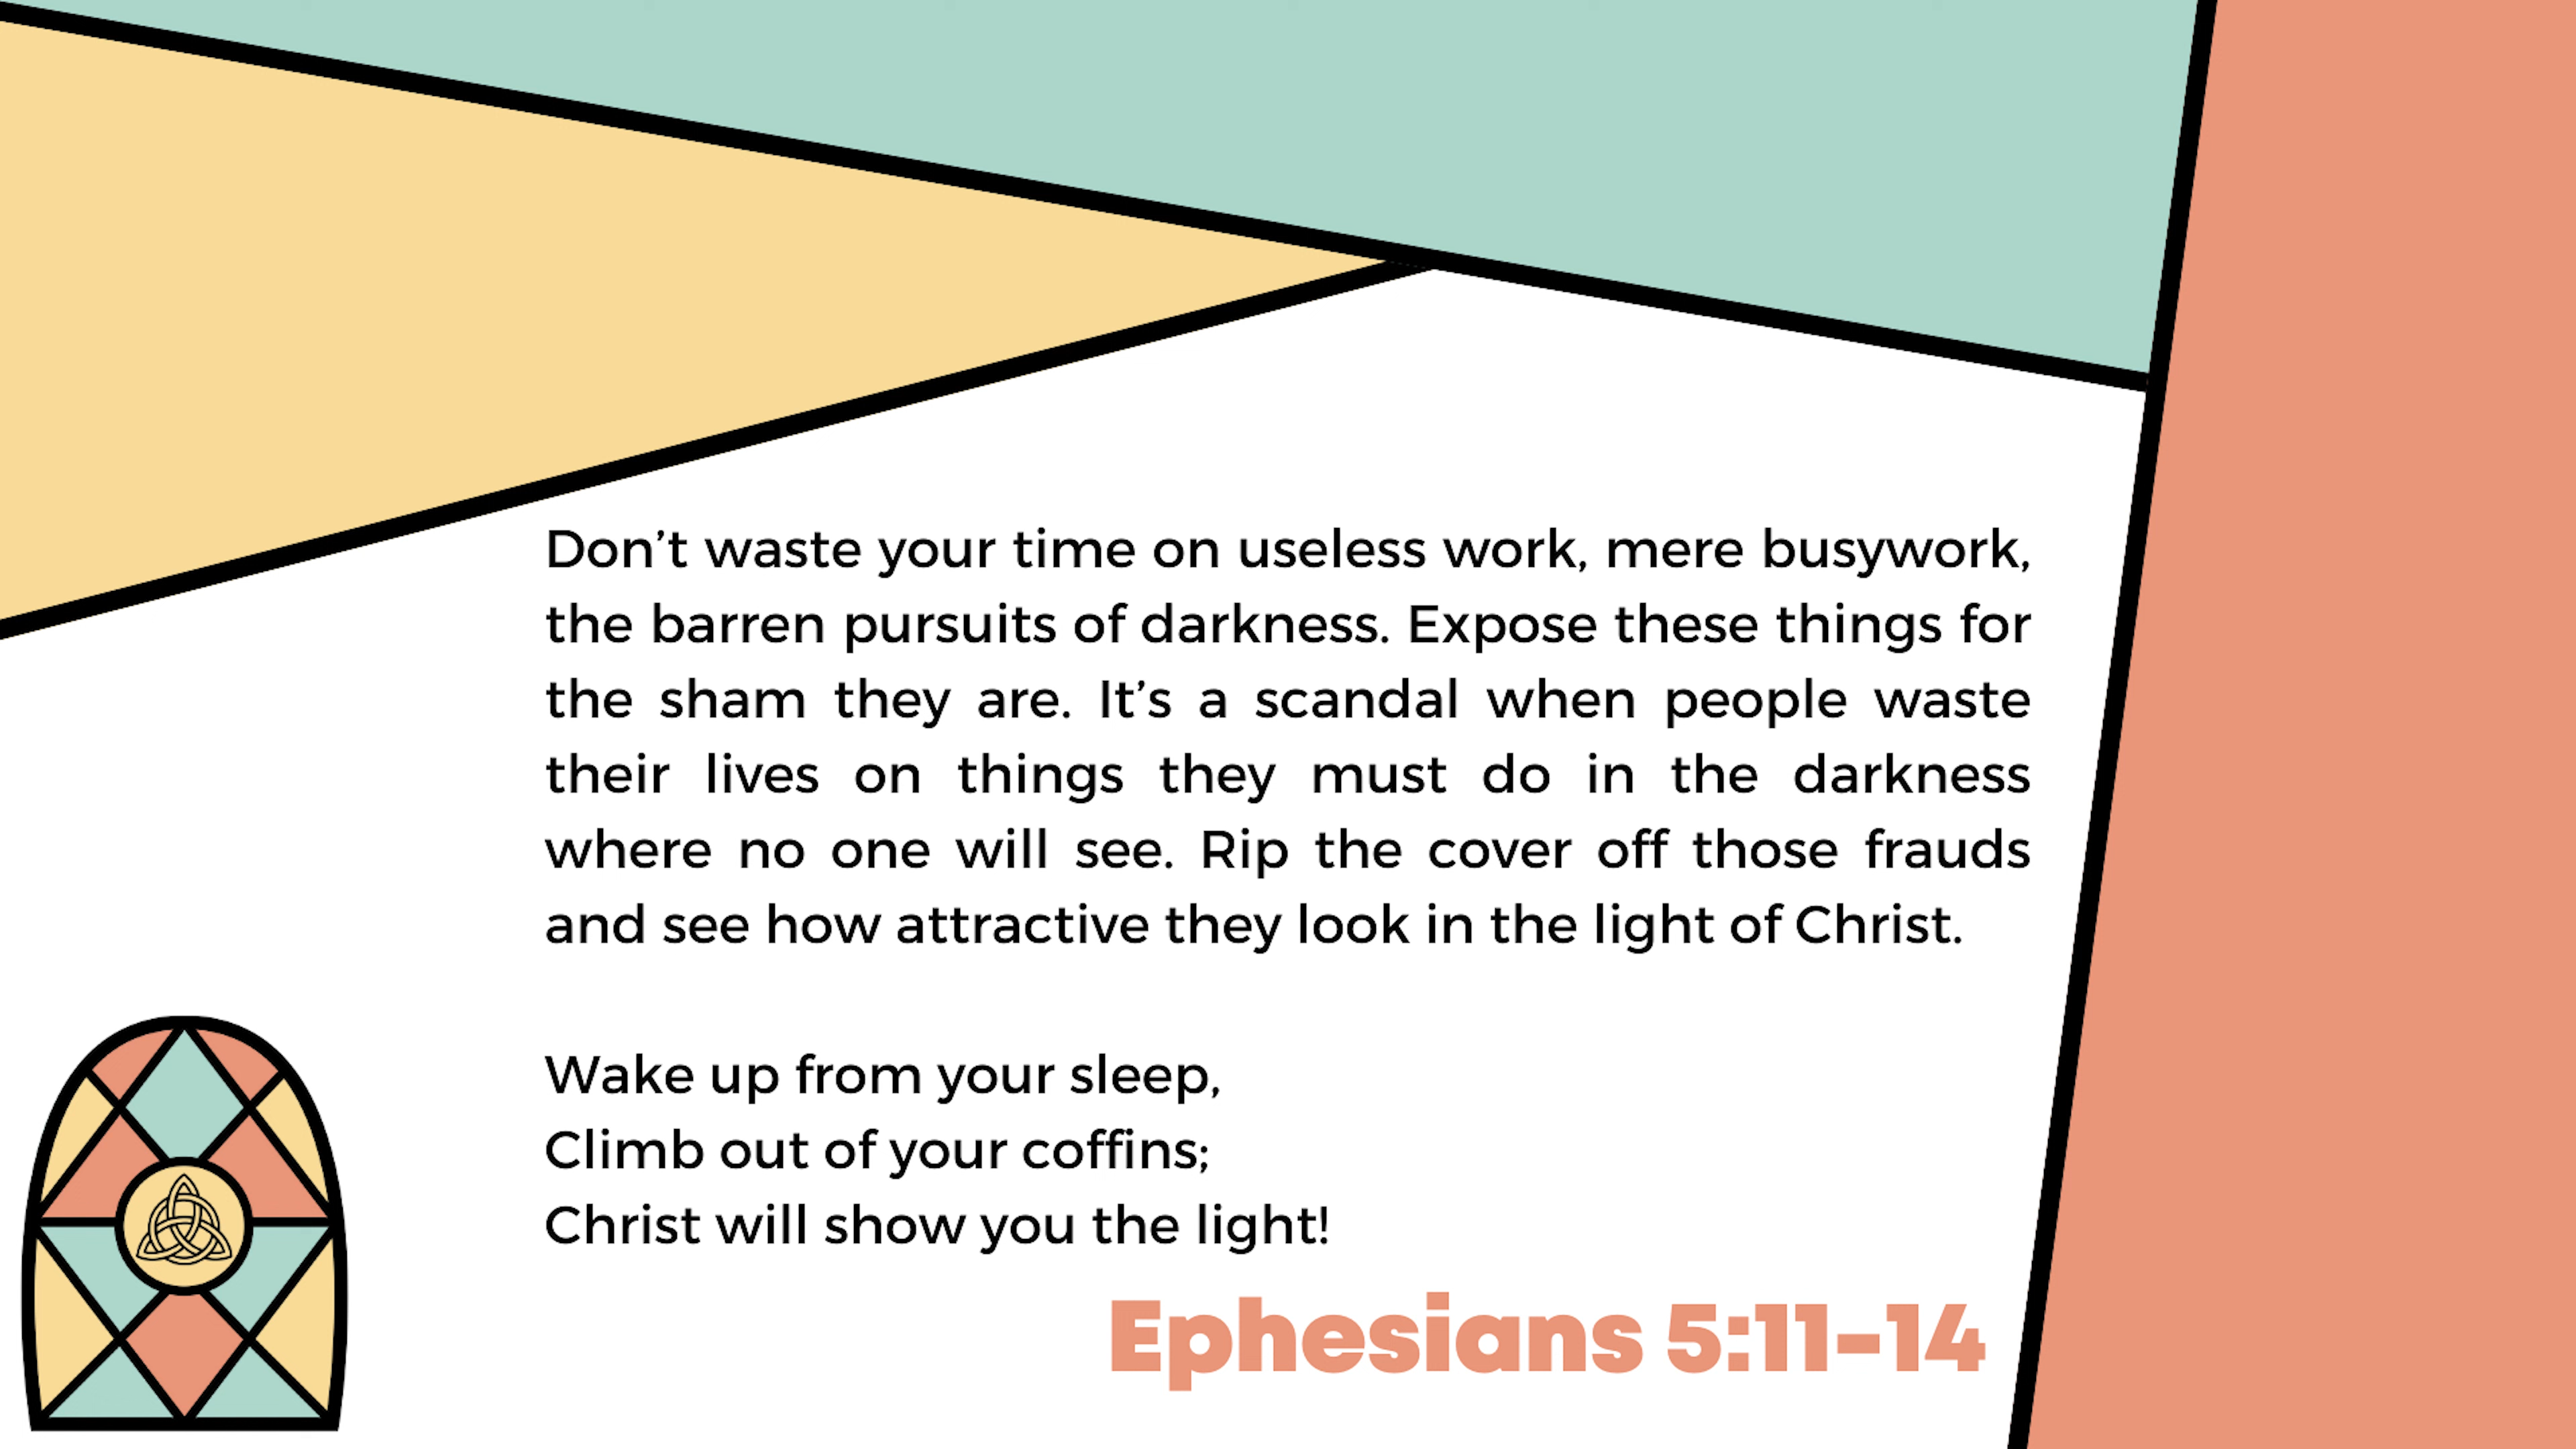 Don’t waste your time on useless work, mere busywork,
the barren pursuits of darkness. Expose these things for
the sham they are. It’s a scandal when people waste
their lives on things they must do in the darkness
where no one will see. Rip the cover off those frauds
and see how attractive they look in the light of Christ.
Wake up from your sleep,
Climb out of your coffins;
Christ will show you the light!
Ephesians 5:11-14